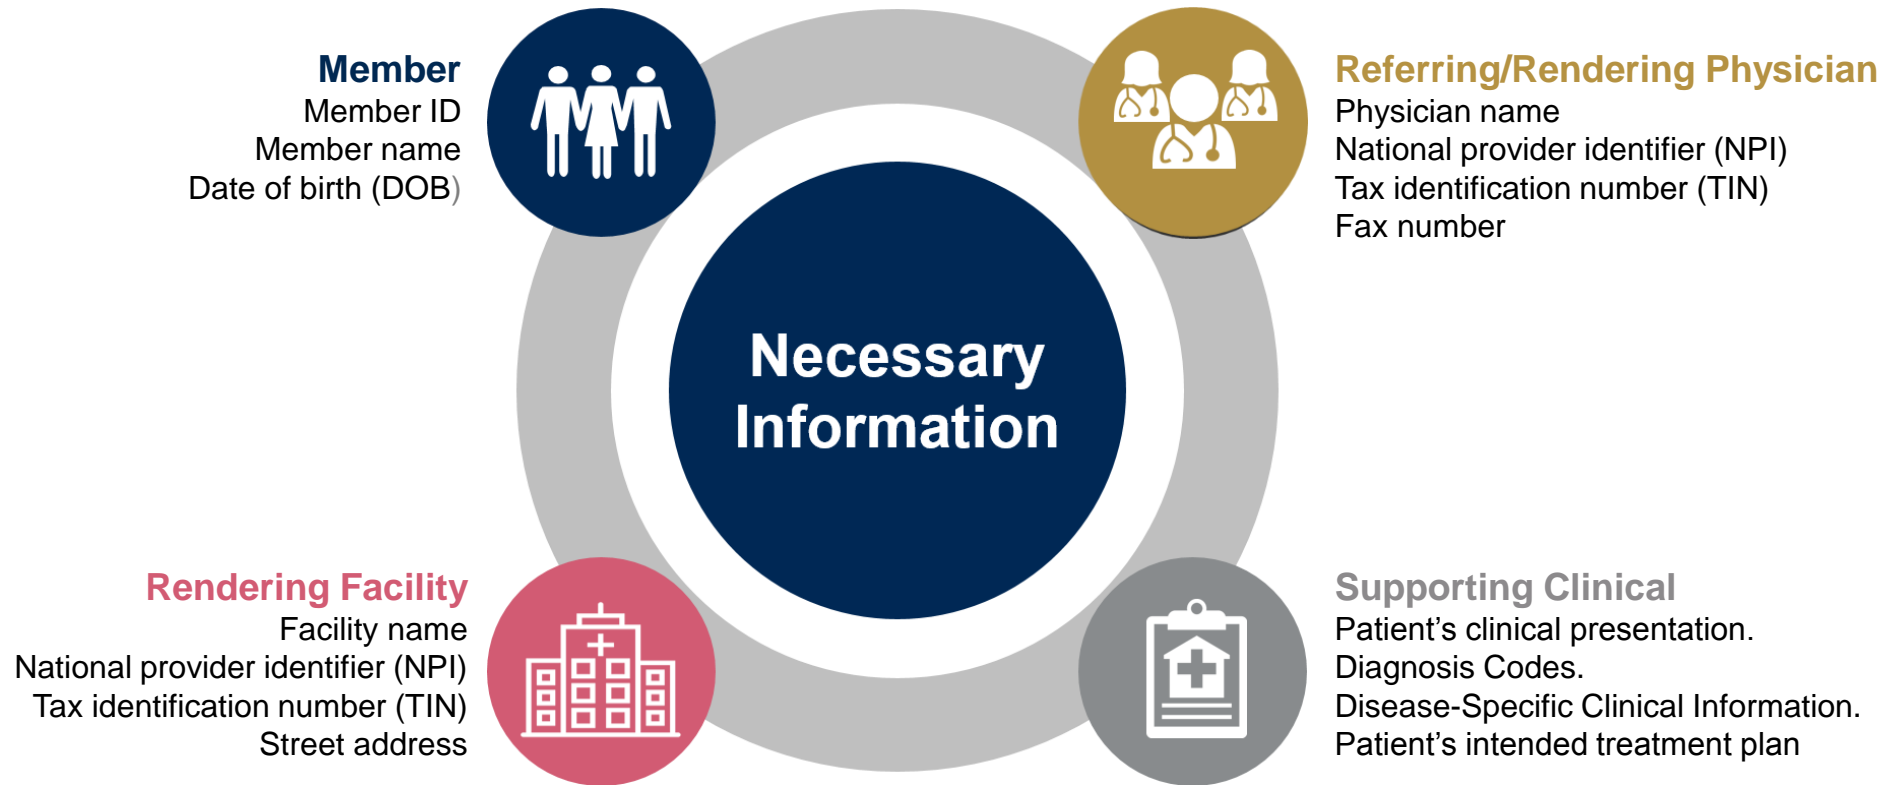 Member
Member ID
Member name
Date of birth (DOB)
Referring/Rendering Physician
Physician name
National provider identifier (NPI)
Tax identification number (TIN)
Fax number
Necessary
Information
Rendering Facility
Facility name
National provider identifier (NPI)
Tax identification number (TIN)
Street address
Supporting Clinical
Patient’s clinical presentation.
Diagnosis Codes.
Disease-Specific Clinical Information.
Patient’s intended treatment plan